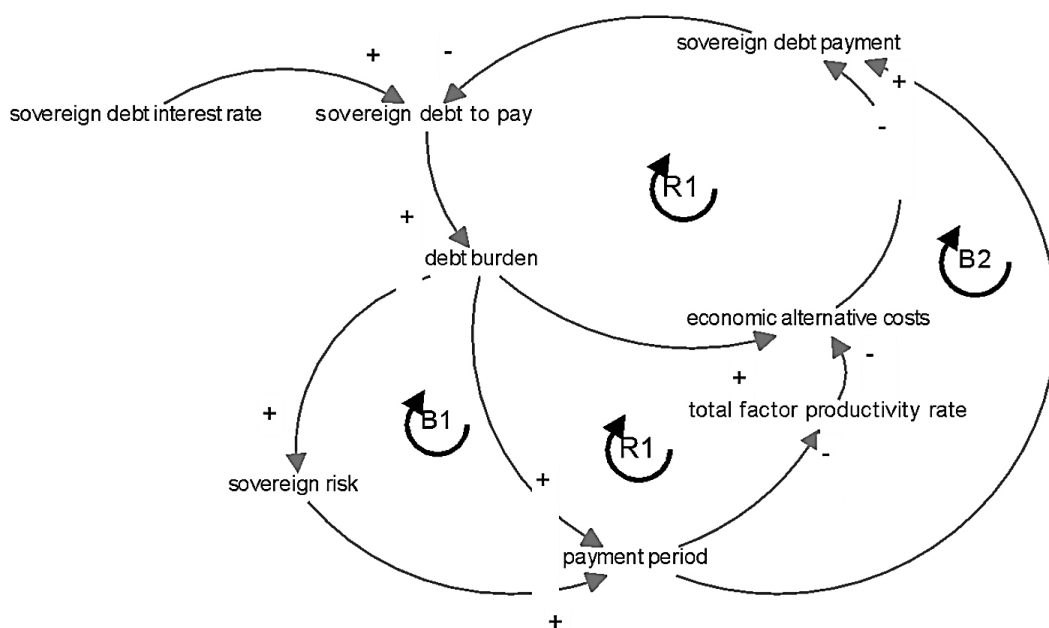 sovereign debt payment
+
-
sovereign debt interest rate
sovereign debt to pay
+
-
R1
+
debt burden
B2
economic alternative costs
-
+
total factor productivity rate
+
B1
R1
-
sovereign risk
+
payment period
+